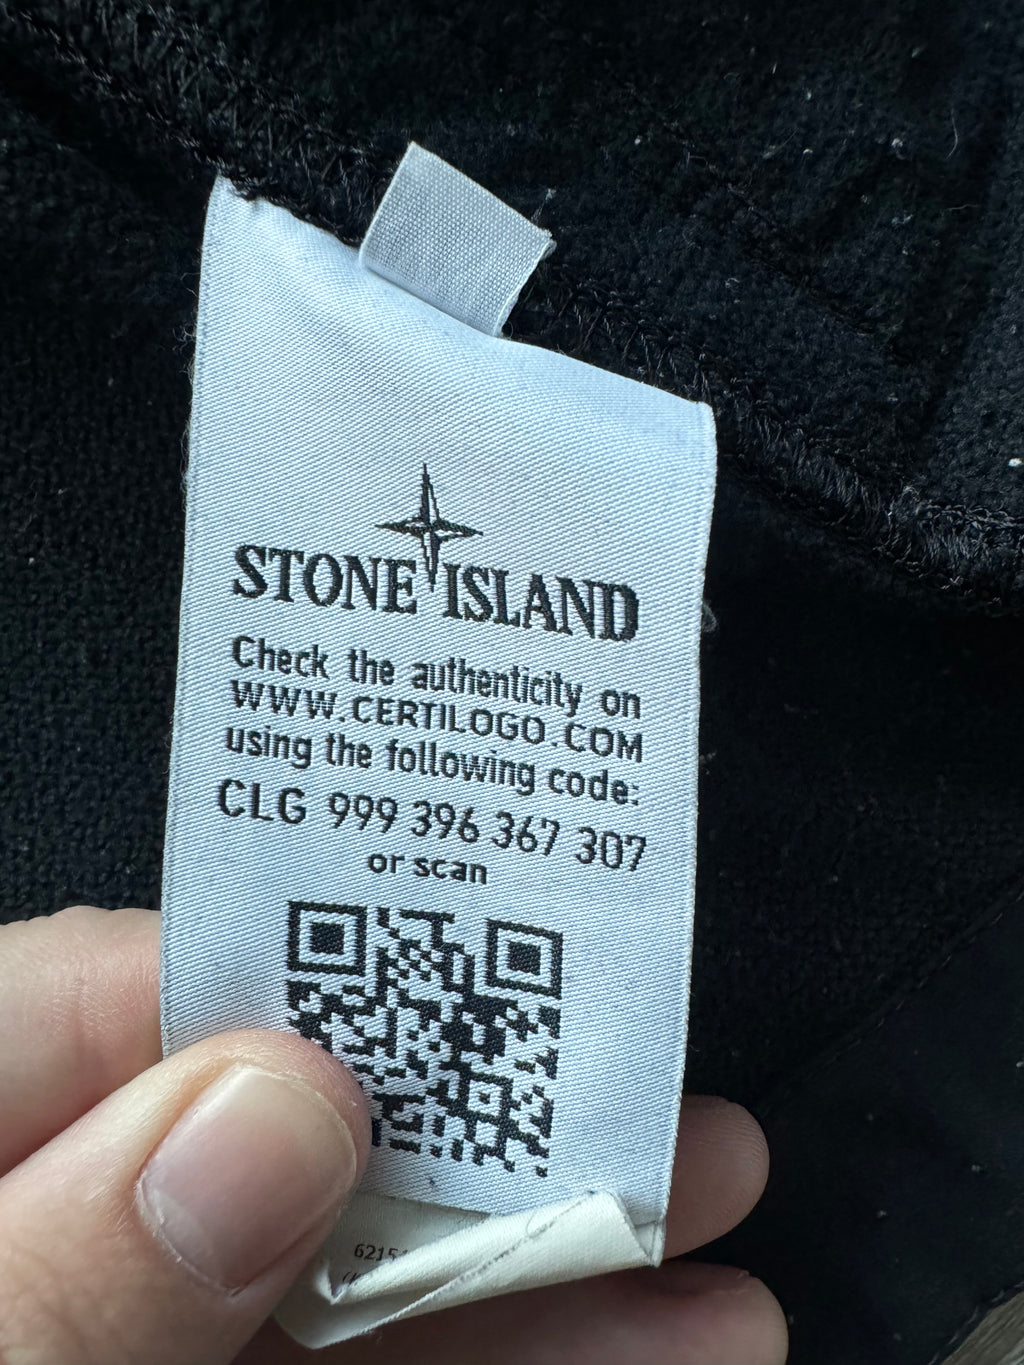 STONE ISLAND
Check the authenticity on
WWW.CERTILOGO.COM
using the following code:
CLG 999 396 367 307
or scan